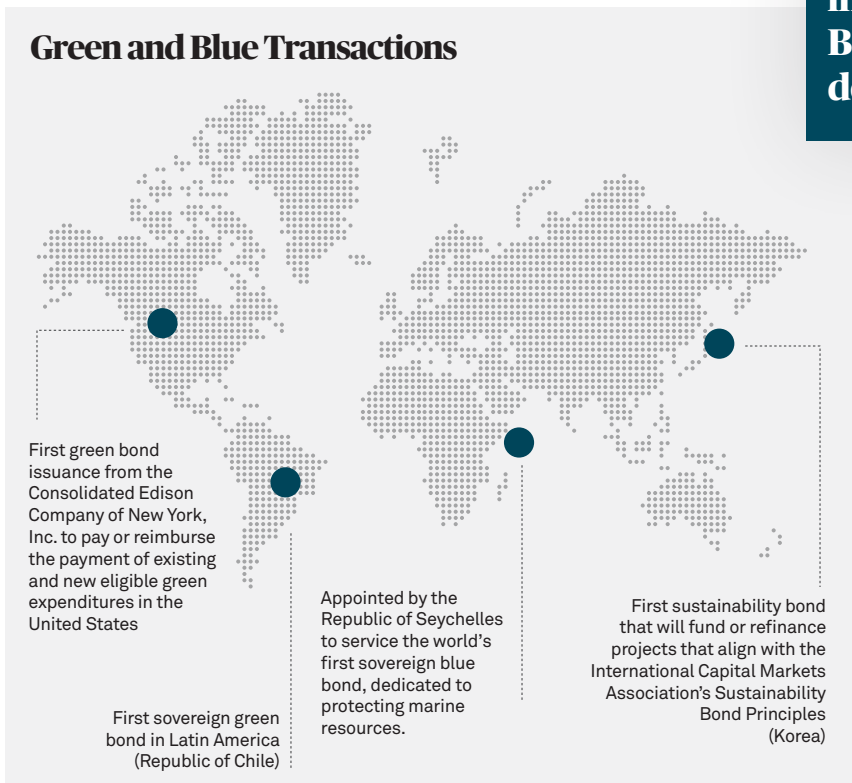 Green and Blue Transactions
First green bond
issuance from the
Consolidated Edison
Company of New York,
Inc. to pay or reimburse
the payment of existing
and new eligible green
expenditures in the
United States
First sovereign green
bond in Latin America
(Republic of Chile)
Appointed by the
Republic of Seychelles
to service the world's
first sovereign blue
bond, dedicated to
protecting marine
resources.
First sustainability bond
that will fund or refinance
projects that align with the
International Capital Markets
Association's Sustainability
Bond Principles
(Korea)